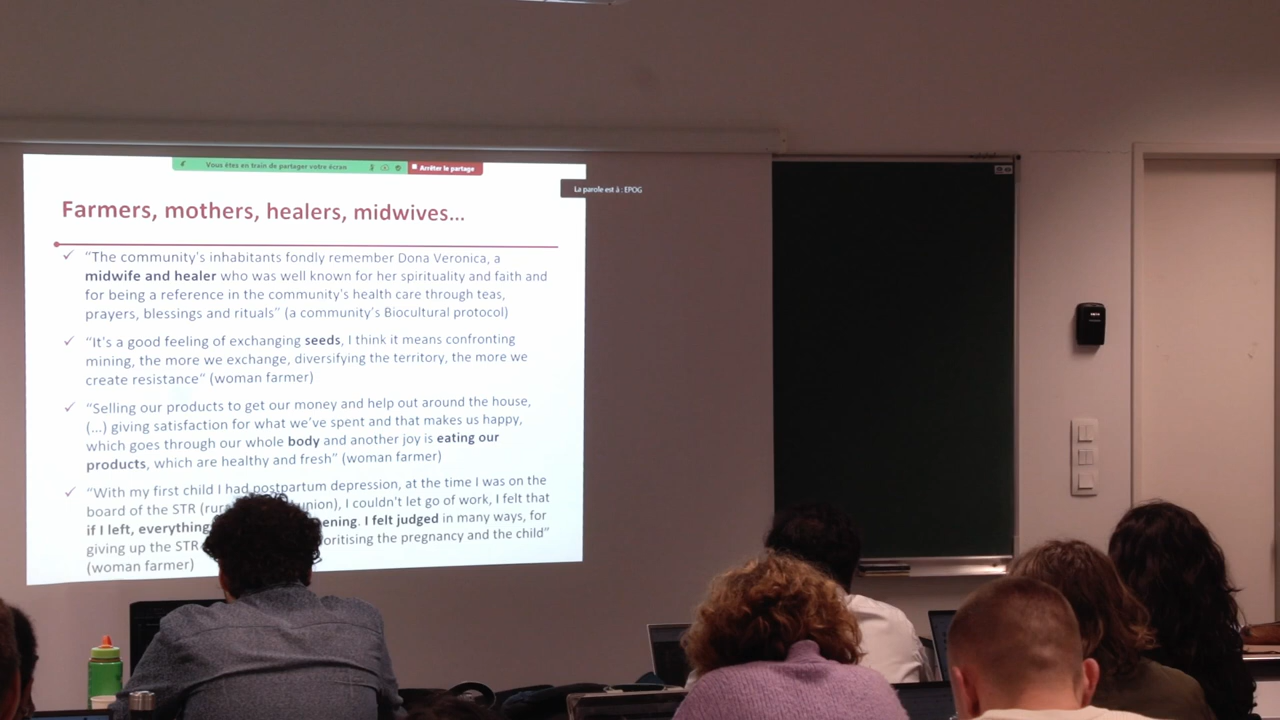 Vous êtes en train de partager votre écran
Arrêter le partage
La parole est à : EPOG
Farmers, mothers, healers, midwives...
✓ “The community's inhabitants fondly remember Dona Veronica, a
midwife and healer who was well known for her spirituality and faith and
for being a reference in the community's health care through teas,
prayers, blessings and rituals” (a community's Biocultural protocol)
✓ “It's a good feeling of exchanging seeds, I think it means confronting
mining, the more we exchange, diversifying the territory, the more we
create resistance” (woman farmer)
✓ “Selling our products to get our money and help out around the house,
(...) giving satisfaction for what we've spent and that makes us happy,
which goes through our whole body and another joy is eating our
products, which are healthy and fresh” (woman farmer)
✓ “With my first child I had postpartum depression, at the time I was on the
board of the STR union), I couldn't let go of work, I felt that
if I left, everything I felt judged in many ways, for
giving up the STR the pregnancy and the child”
(woman farmer)